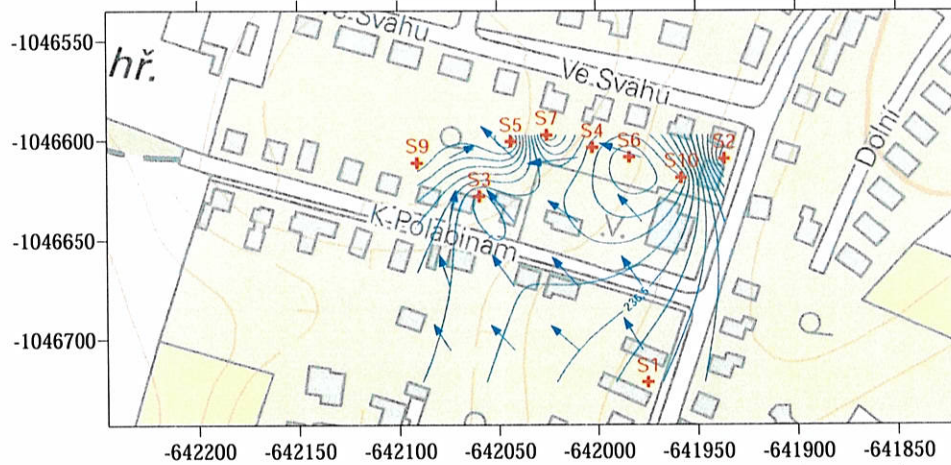 Ve Svahu
-1046550
hř.
Ve Svahu
-1046600
S9
S5
S7
S4
S6
S10
S2
Dolní
S3
K Polabinám
V.
-1046650
236.5
-1046700
S1
-642200
-642150
-642100
-642050
-642000
-641950
-641900
-641850